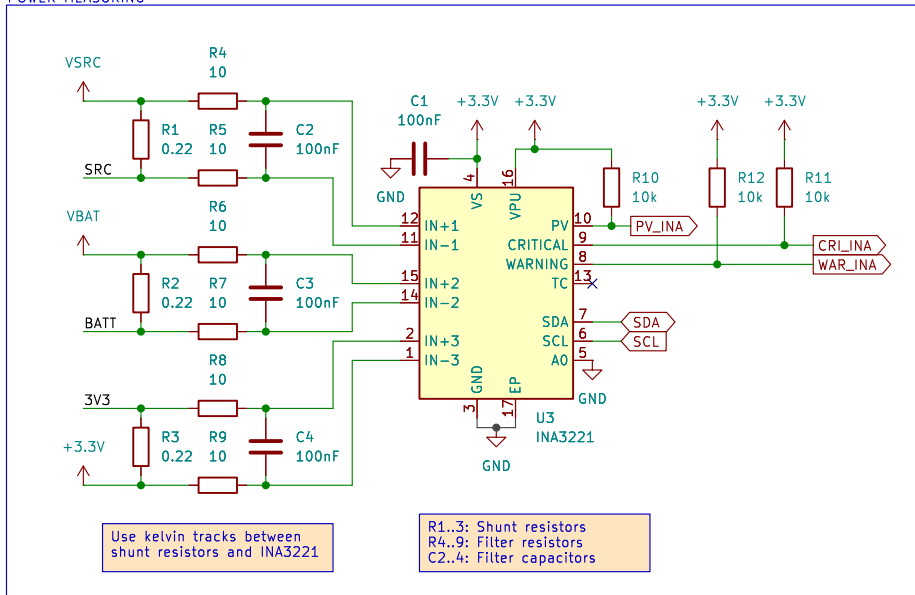 POWER MEASURING
VSRC
R4
10
R1
0.22
R5
10
C2
100nF
SRC
VBAT
R6
10
R2
0.22
R7
10
C3
100nF
BATT
R8
10
3V3
R3
0.22
R9
10
C4
100nF
+3.3V
C1
100nF
GND
+3.3V
+3.3V
+3.3V
+3.3V
R10
10k
R12
10k
R11
10k
4
VS
16
VPU
12 IN+1
11 IN-1
15 IN+2
14 IN-2
2 IN+3
1 IN-3
PV 10
CRITICAL 9
WARNING 8
TC 13
SDA 7
SCL 6
A0 5
GND
3
EP
17
PV_INA
CRI_INA
WAR_INA
SDA
SCL
GND
U3
INA3221
GND
Use kelvin tracks between
shunt resistors and INA3221
R1..3: Shunt resistors
R4..9: Filter resistors
C2..4: Filter capacitors